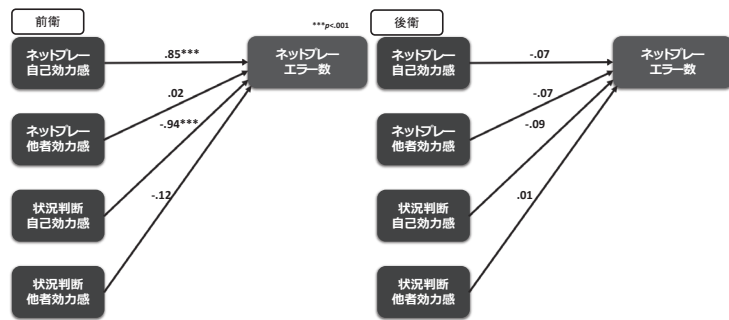 前衛
***p<.001
ネットプレー
自己効力感
.85***
ネットプレー
エラー数
.02
ネットプレー
他者効力感
-.94***
状況判断
自己効力感
-.12
状況判断
他者効力感
後衛
ネットプレー
自己効力感
-.07
ネットプレー
エラー数
-.07
ネットプレー
他者効力感
-.09
状況判断
自己効力感
.01
状況判断
他者効力感